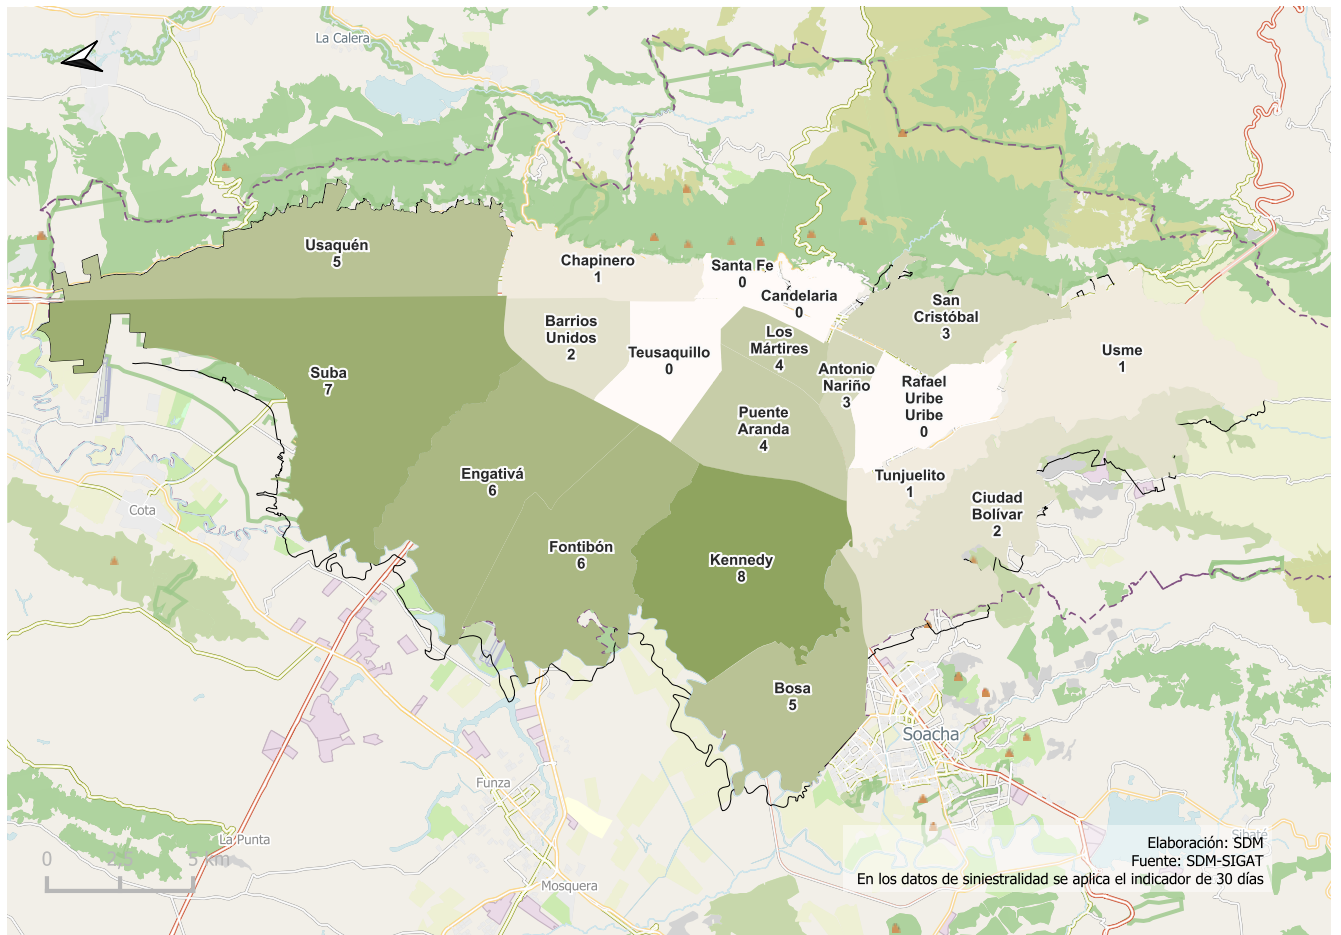 La Calera
Usaquén
5
Chapinero
1
Santa Fe
0
Candelaria
0
San
Cristóbal
3
Barrios
Unidos
2
Teusaquillo
0
Los
Mártires
4
Antonio
Nariño
3
Usme
1
Suba
7
Rafael
Uribe
Uribe
0
Puente
Aranda
4
Engativá
6
Tunjuelito
1
Ciudad
Bolívar
2
Cota
Fontibón
6
Kennedy
8
Bosa
5
Soacha
Funza
La Punta
Sibaté
Mosquera
0 2,5 5 km
Elaboración: SDM
Fuente: SDM-SIGAT
En los datos de siniestralidad se aplica el indicador de 30 días